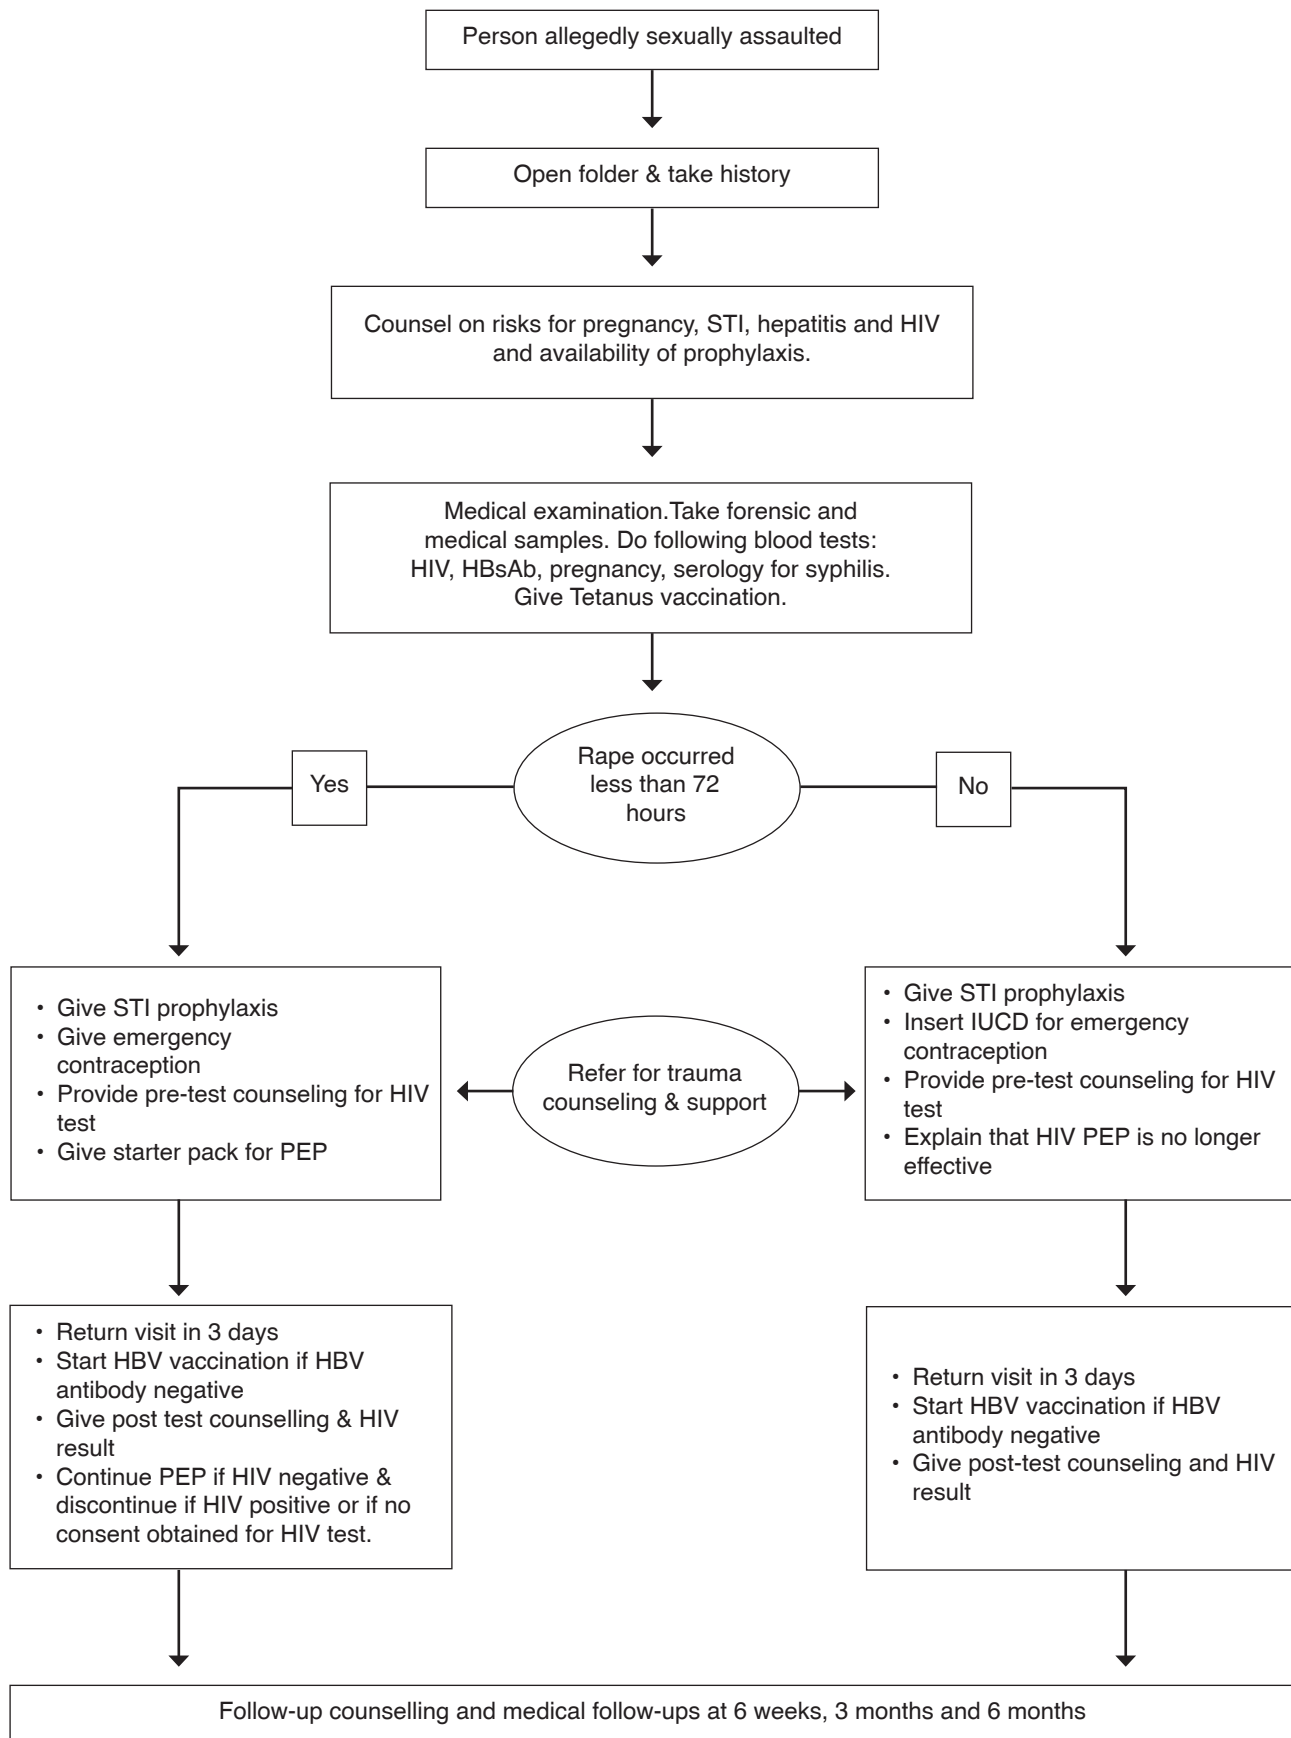 Person allegedly sexually assaulted
Open folder & take history
Counsel on risks for pregnancy, STI, hepatitis and HIV
and availability of prophylaxis.
Medical examination.Take forensic and
medical samples. Do following blood tests:
HIV, HBsAb, pregnancy, serology for syphilis.
Give Tetanus vaccination.
Rape occurred
less than 72
hours
Yes
No
• Give STI prophylaxis
• Give emergency
contraception
• Provide pre-test counseling for HIV
test
• Give starter pack for PEP
Refer for trauma
counseling & support
• Give STI prophylaxis
• Insert IUCD for emergency
contraception
• Provide pre-test counseling for HIV
test
• Explain that HIV PEP is no longer
effective
• Return visit in 3 days
• Start HBV vaccination if HBV
antibody negative
• Give post test counselling & HIV
result
• Continue PEP if HIV negative &
discontinue if HIV positive or if no
consent obtained for HIV test.
• Return visit in 3 days
• Start HBV vaccination if HBV
antibody negative
• Give post-test counseling and HIV
result
Follow-up counselling and medical follow-ups at 6 weeks, 3 months and 6 months